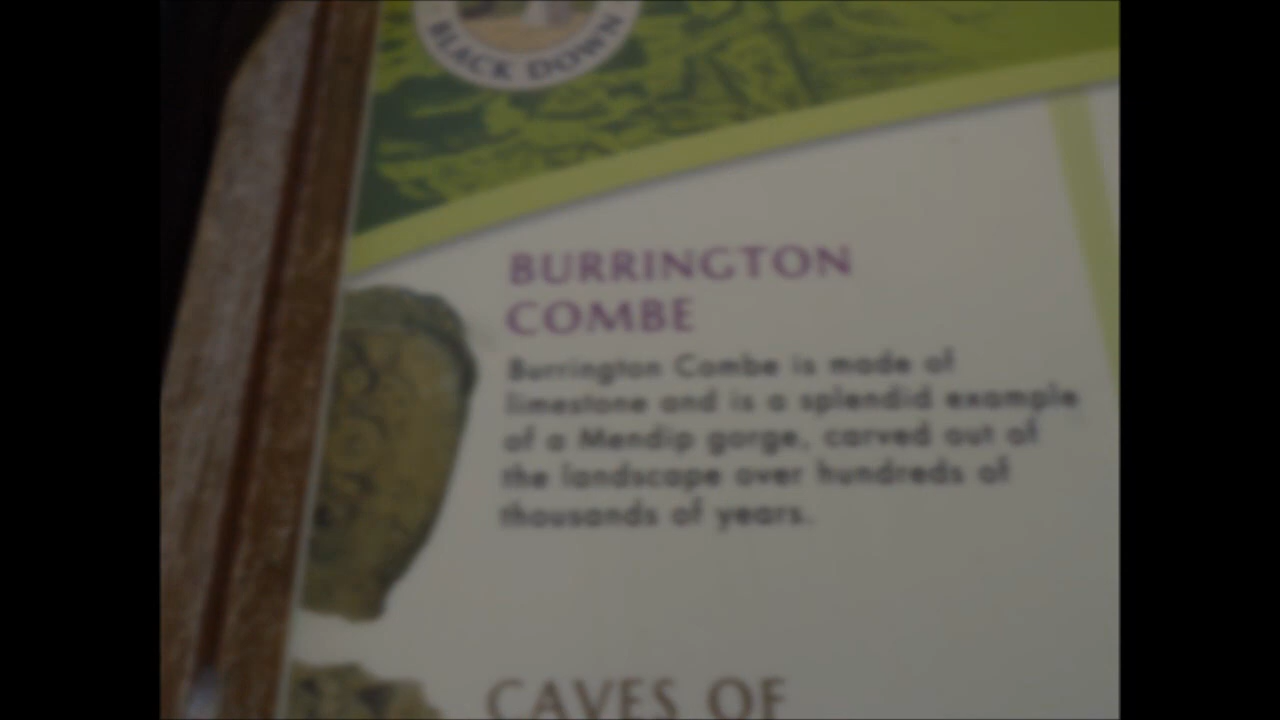 BLACK DOWN
BURRINGTON
COMBE
Burrington Combe is made of
limestone and is a splendid example
of a Mendip gorge, carved out of
the landscape over hundreds of
thousands of years.
CAVES OF